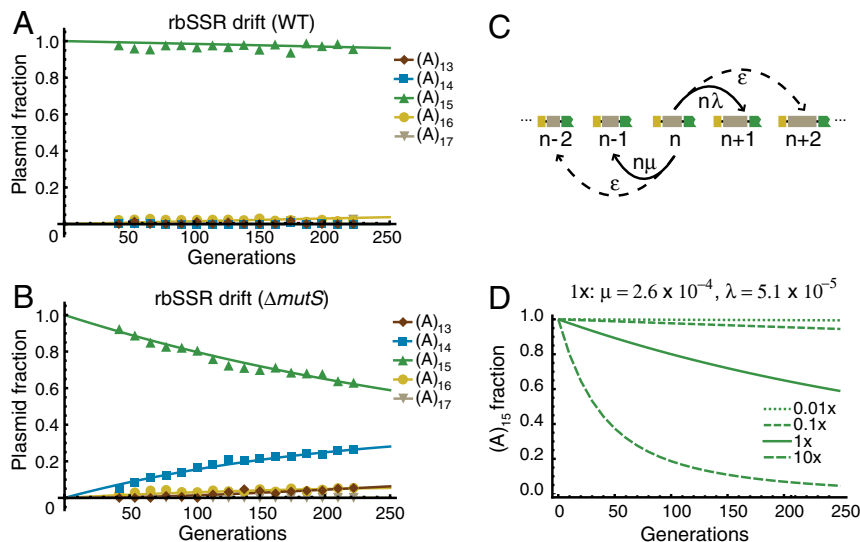 A
rbSSR drift (WT)
Plasmid fraction
1.0
0.8
0.6
0.4
0.2
0
50
100
150
200
250
Generations
(A)13
(A)14
(A)15
(A)16
(A)17
B
rbSSR drift (ΔmutS)
Plasmid fraction
1.0
0.8
0.6
0.4
0.2
0
50
100
150
200
250
Generations
(A)13
(A)14
(A)15
(A)16
(A)17
C
ε
nλ
... ...
n-2 n-1 n n+1 n+2
nμ
ε
D
1x: μ = 2.6 x 10⁻⁴, λ = 5.1 x 10⁻⁵
(A)15 fraction
1.0
0.8
0.6
0.4
0.2
0.0
0
50
100
150
200
250
Generations
0.01x
0.1x
1x
10x